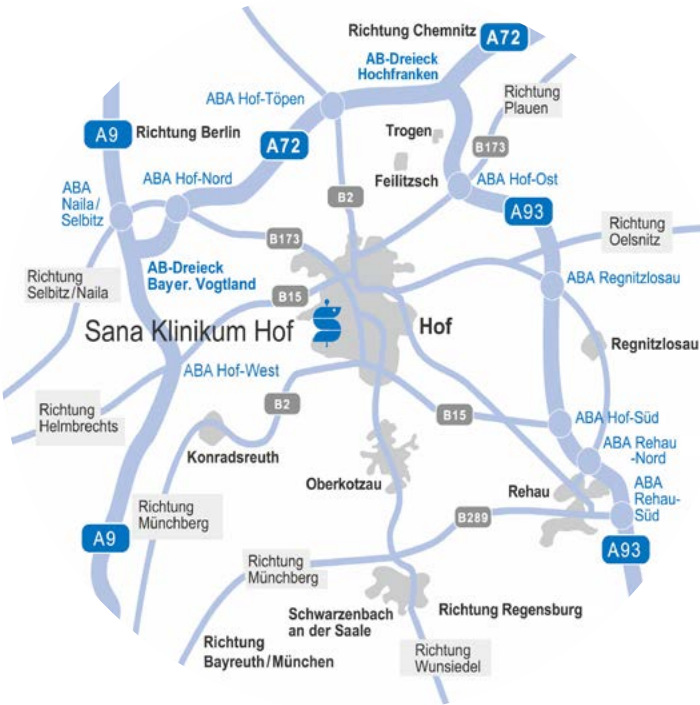 Richtung Chemnitz
A72
AB-Dreieck
Hochfranken
ABA Hof-Töpen
Richtung
Plauen
A9
Richtung Berlin
A72
Trogen
B173
Feilitzsch
ABA Hof-Ost
ABA
Naila/
Selbitz
ABA Hof-Nord
B2
A93
Richtung
Oelsnitz
B173
Richtung
Selbitz/Naila
AB-Dreieck
Bayer. Vogtland
ABA Regnitzlosau
B15
Sana Klinikum Hof
Hof
Regnitzlosau
ABA Hof-West
Richtung
Helmbrechts
B2
B15
ABA Hof-Süd
Konradsreuth
ABA Rehau
-Nord
Oberkotzau
Rehau
ABA
Rehau-
Süd
Richtung
Münchberg
B289
A9
A93
Richtung
Münchberg
Schwarzenbach
an der Saale
Richtung Regensburg
Richtung
Bayreuth/München
Richtung
Wunsiedel